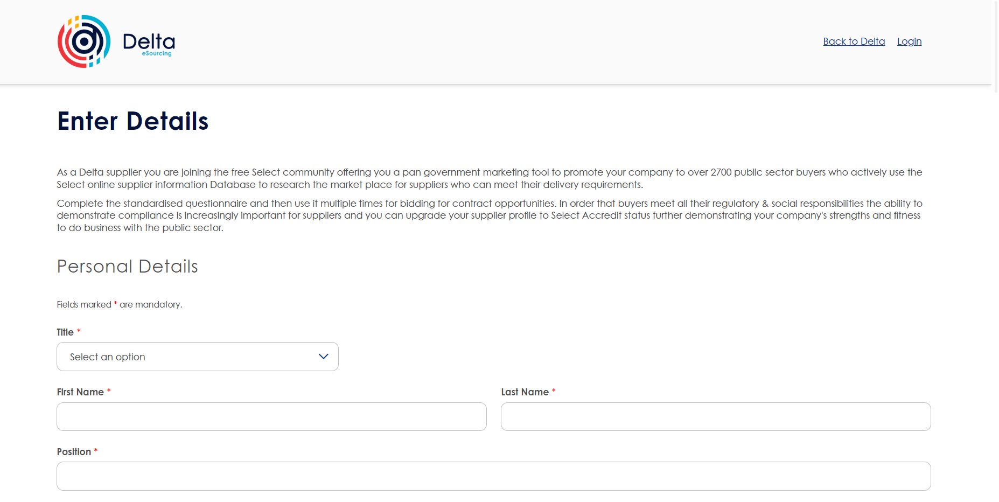 Delta
eSourcing
Back to Delta Login
Enter Details
As a Delta supplier you are joining the free Select community offering you a pan government marketing tool to promote your company to over 2700 public sector buyers who actively use the
Select online supplier information Database to research the market place for suppliers who can meet their delivery requirements.
Complete the standardised questionnaire and then use it multiple times for bidding for contract opportunities. In order that buyers meet all their regulatory & social responsibilities the ability to
demonstrate compliance is increasingly important for suppliers and you can upgrade your supplier profile to Select Accredit status further demonstrating your company's strengths and fitness
to do business with the public sector.
Personal Details
Fields marked * are mandatory.
Title *
Select an option
First Name * Last Name *
Position *